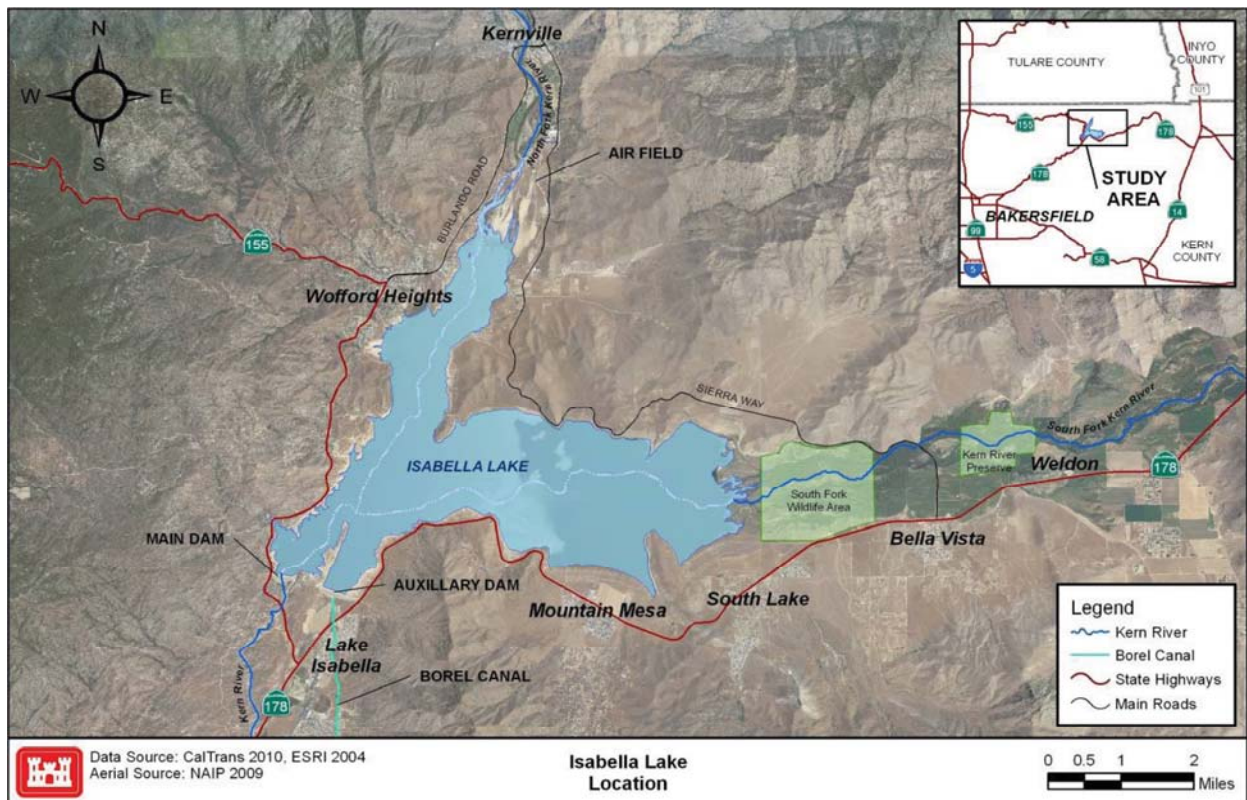 Kernville
N
W
E
S
North Fork Kern River
AIR FIELD
BURLANDO ROAD
155
Wofford Heights
SIERRA WAY
ISABELLA LAKE
South Fork Kern River
Kern River
Preserve
Weldon
178
South Fork
Wildlife Area
Bella Vista
MAIN DAM
AUXILLARY DAM
Mountain Mesa
South Lake
Lake
Isabella
BOREL CANAL
Kern River
178
TULARE COUNTY
INYO
COUNTY
101
155
178
178
STUDY
AREA
BAKERSFIELD
99
14
58
5
KERN
COUNTY
Legend
Kern River
Borel Canal
State Highways
Main Roads
Data Source: CalTrans 2010, ESRI 2004
Aerial Source: NAIP 2009
Isabella Lake
Location
0 0.5 1 2
Miles